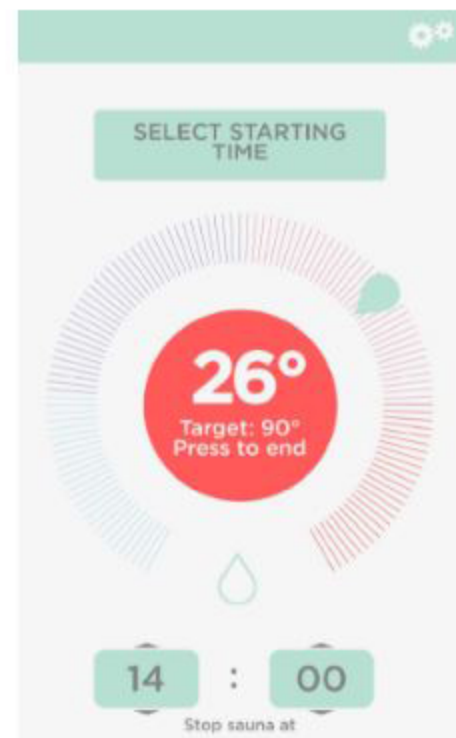 SELECT STARTING
TIME
26°
Target: 90°
Press to end
14 : 00
Stop sauna at